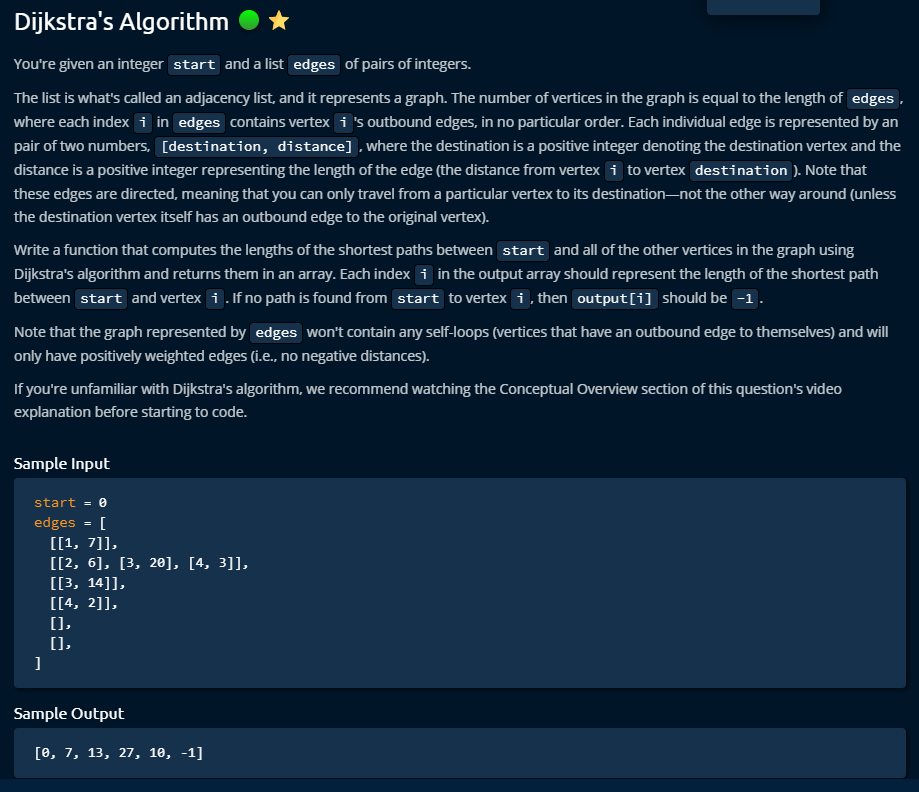 Dijkstra's Algorithm
You're given an integer start and a list edges of pairs of integers.
The list is what's called an adjacency list, and it represents a graph. The number of vertices in the graph is equal to the length of edges ,
where each index i in edges contains vertex i 's outbound edges, in no particular order. Each individual edge is represented by an
pair of two numbers, [destination, distance] , where the destination is a positive integer denoting the destination vertex and the
distance is a positive integer representing the length of the edge (the distance from vertex i to vertex destination ). Note that
these edges are directed, meaning that you can only travel from a particular vertex to its destination—not the other way around (unless
the destination vertex itself has an outbound edge to the original vertex).
Write a function that computes the lengths of the shortest paths between start and all of the other vertices in the graph using
Dijkstra's algorithm and returns them in an array. Each index i in the output array should represent the length of the shortest path
between start and vertex i . If no path is found from start to vertex i , then output[i] should be -1 .
Note that the graph represented by edges won't contain any self-loops (vertices that have an outbound edge to themselves) and will
only have positively weighted edges (i.e., no negative distances).
If you're unfamiliar with Dijkstra's algorithm, we recommend watching the Conceptual Overview section of this question's video
explanation before starting to code.
Sample Input
start = 0
edges = [
[[1, 7]],
[[2, 6], [3, 20], [4, 3]],
[[3, 14]],
[[4, 2]],
[],
[],
]
Sample Output
[0, 7, 13, 27, 10, -1]